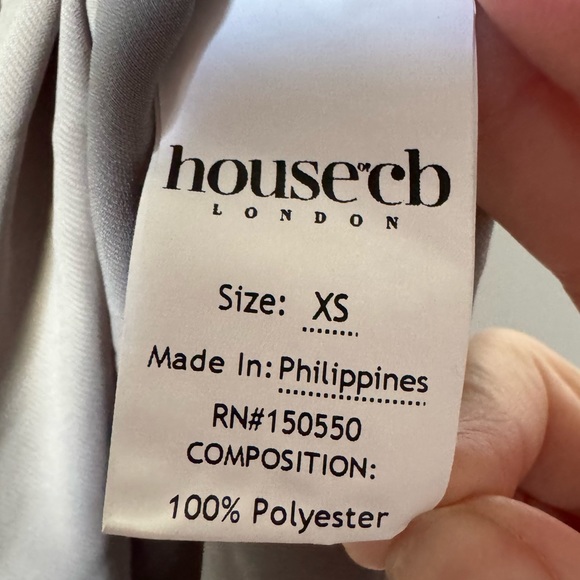 house OF cb
LONDON
Size: XS
Made In: Philippines
RN#150550
COMPOSITION:
100% Polyester